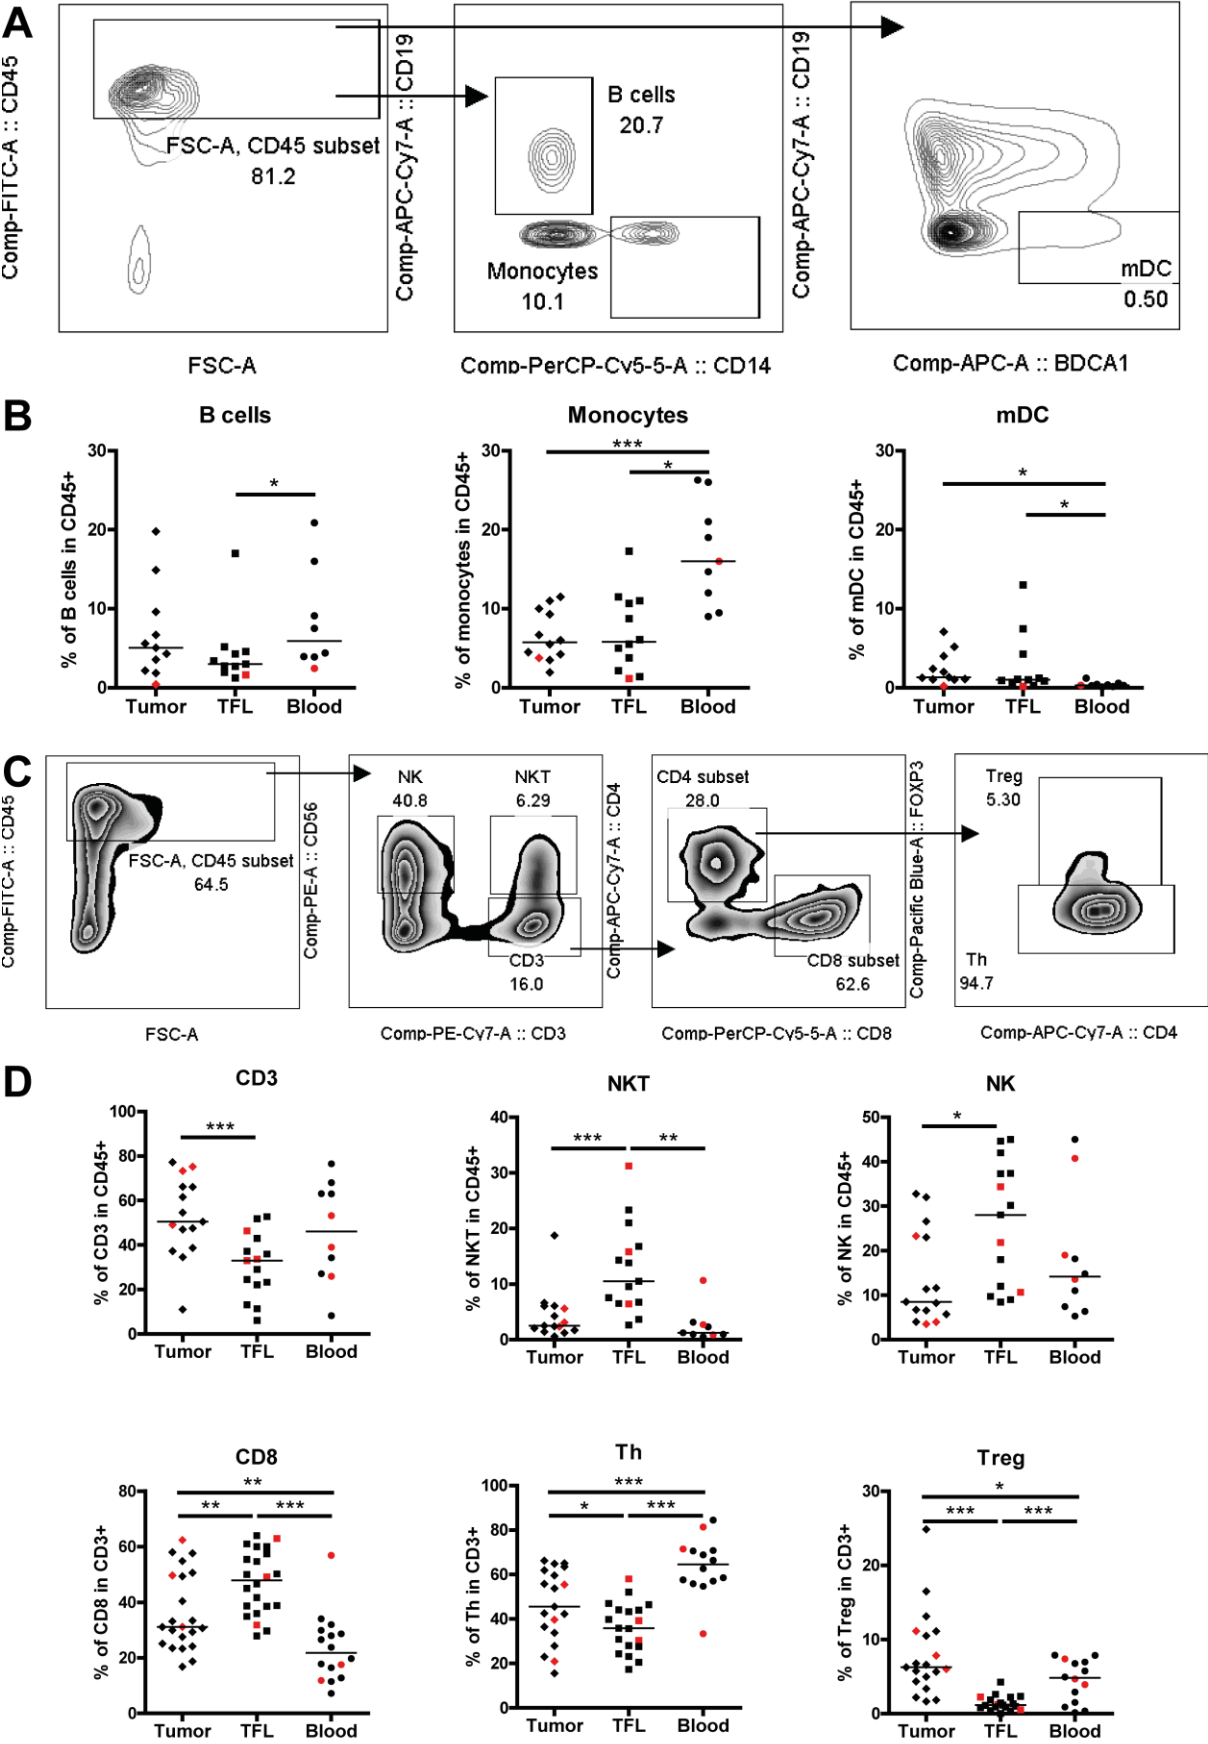 A
Comp-FITC-A :: CD45
FSC-A, CD45 subset
81.2
FSC-A
Comp-APC-Cy7-A :: CD19
B cells
20.7
Monocytes
10.1
Comp-PerCP-Cy5-5-A :: CD14
Comp-APC-Cy7-A :: CD19
mDC
0.50
Comp-APC-A :: BDCA1
B
B cells
% of B cells in CD45+
30
20
10
0
*
Tumor TFL Blood
Monocytes
% of monocytes in CD45+
30
20
10
0
***
*
Tumor TFL Blood
mDC
% of mDC in CD45+
30
20
10
0
*
*
Tumor TFL Blood
C
Comp-FITC-A :: CD45
FSC-A, CD45 subset
64.5
FSC-A
Comp-PE-A :: CD56
NK
40.8
NKT
6.29
CD3
16.0
Comp-PE-Cy7-A :: CD3
Comp-APC-Cy7-A :: CD4
CD4 subset
28.0
CD8 subset
62.6
Comp-PerCP-Cy5-5-A :: CD8
Comp-Pacific Blue-A :: FOXP3
Treg
5.30
Th
94.7
Comp-APC-Cy7-A :: CD4
D
CD3
% of CD3 in CD45+
100
80
60
40
20
0
***
Tumor TFL Blood
NKT
% of NKT in CD45+
40
30
20
10
0
*** **
Tumor TFL Blood
NK
% of NK in CD45+
50
40
30
20
10
0
*
Tumor TFL Blood
CD8
% of CD8 in CD3+
80
60
40
20
0
**
** ***
Tumor TFL Blood
Th
% of Th in CD3+
100
80
60
40
20
0
***
* ***
Tumor TFL Blood
Treg
% of Treg in CD3+
30
20
10
0
*
*** ***
Tumor TFL Blood